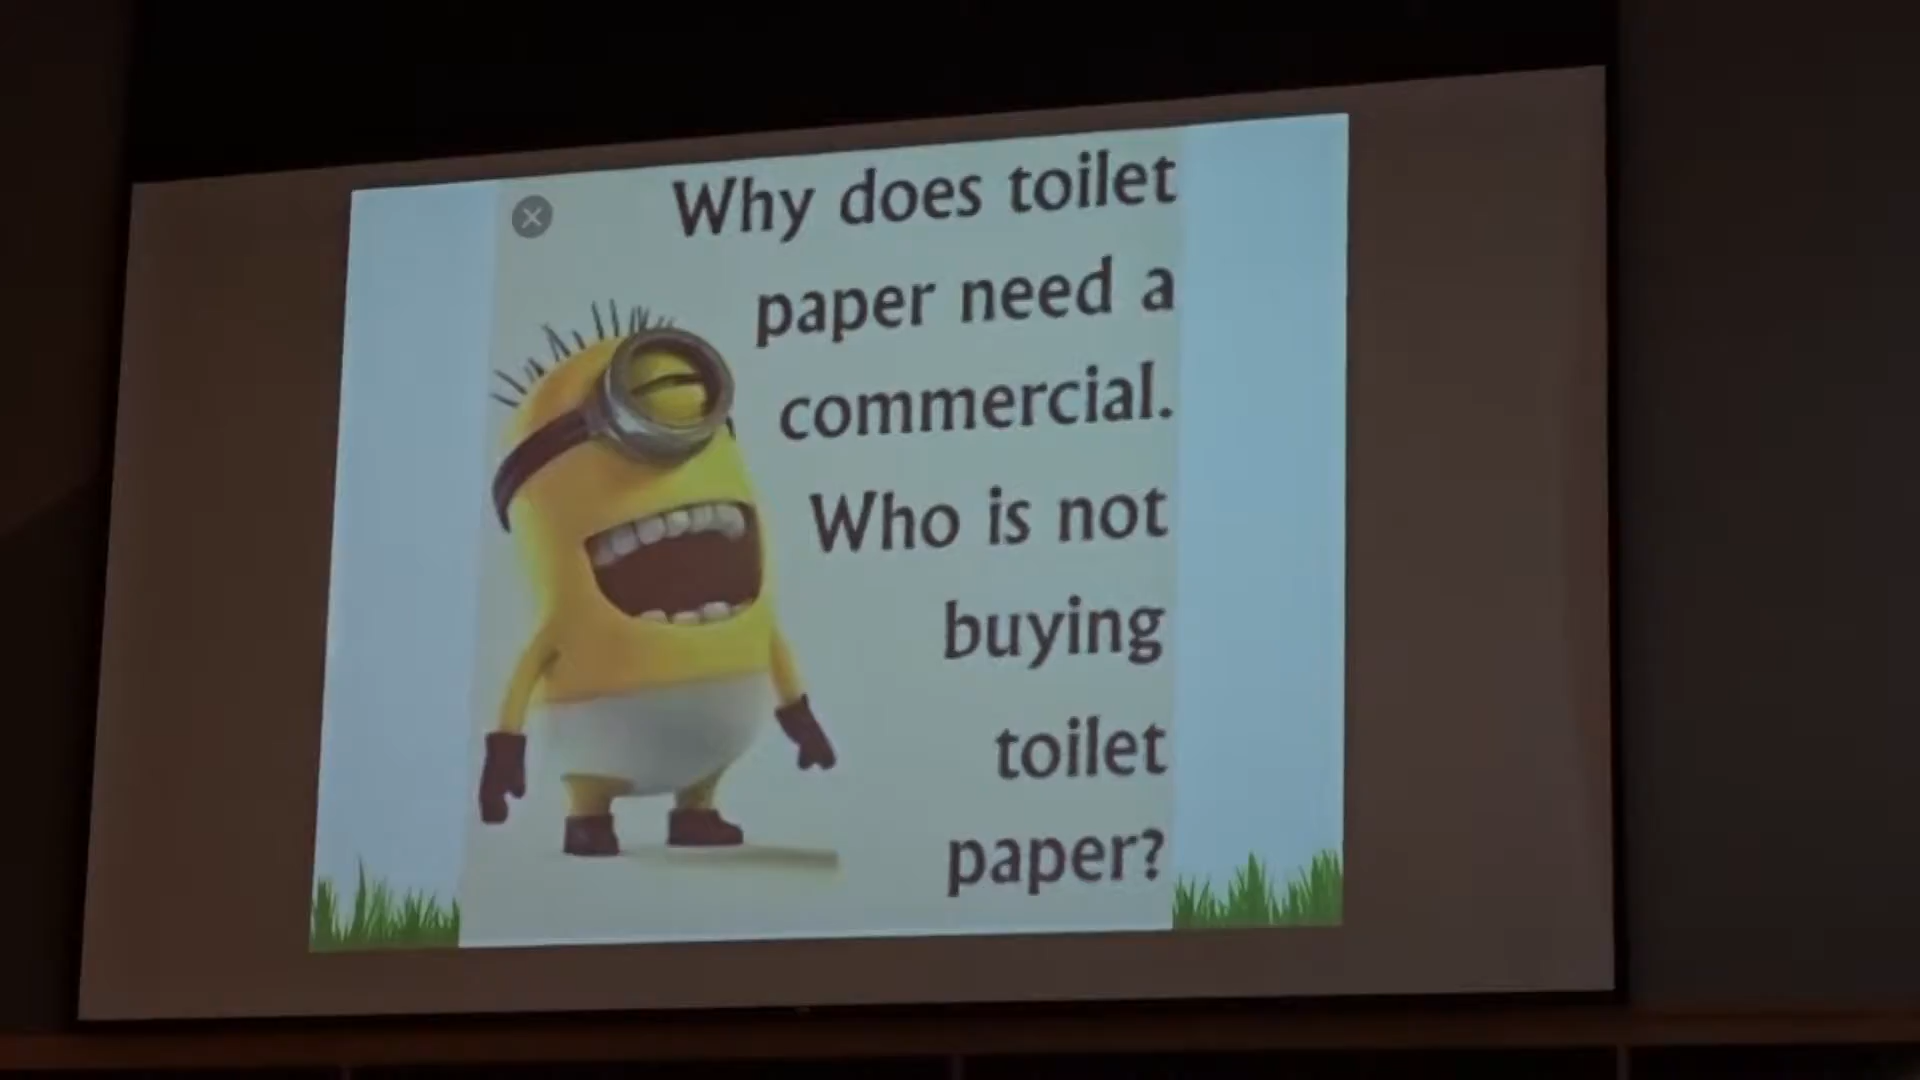 Why does toilet
paper need a
commercial.
Who is not
buying
toilet
paper?